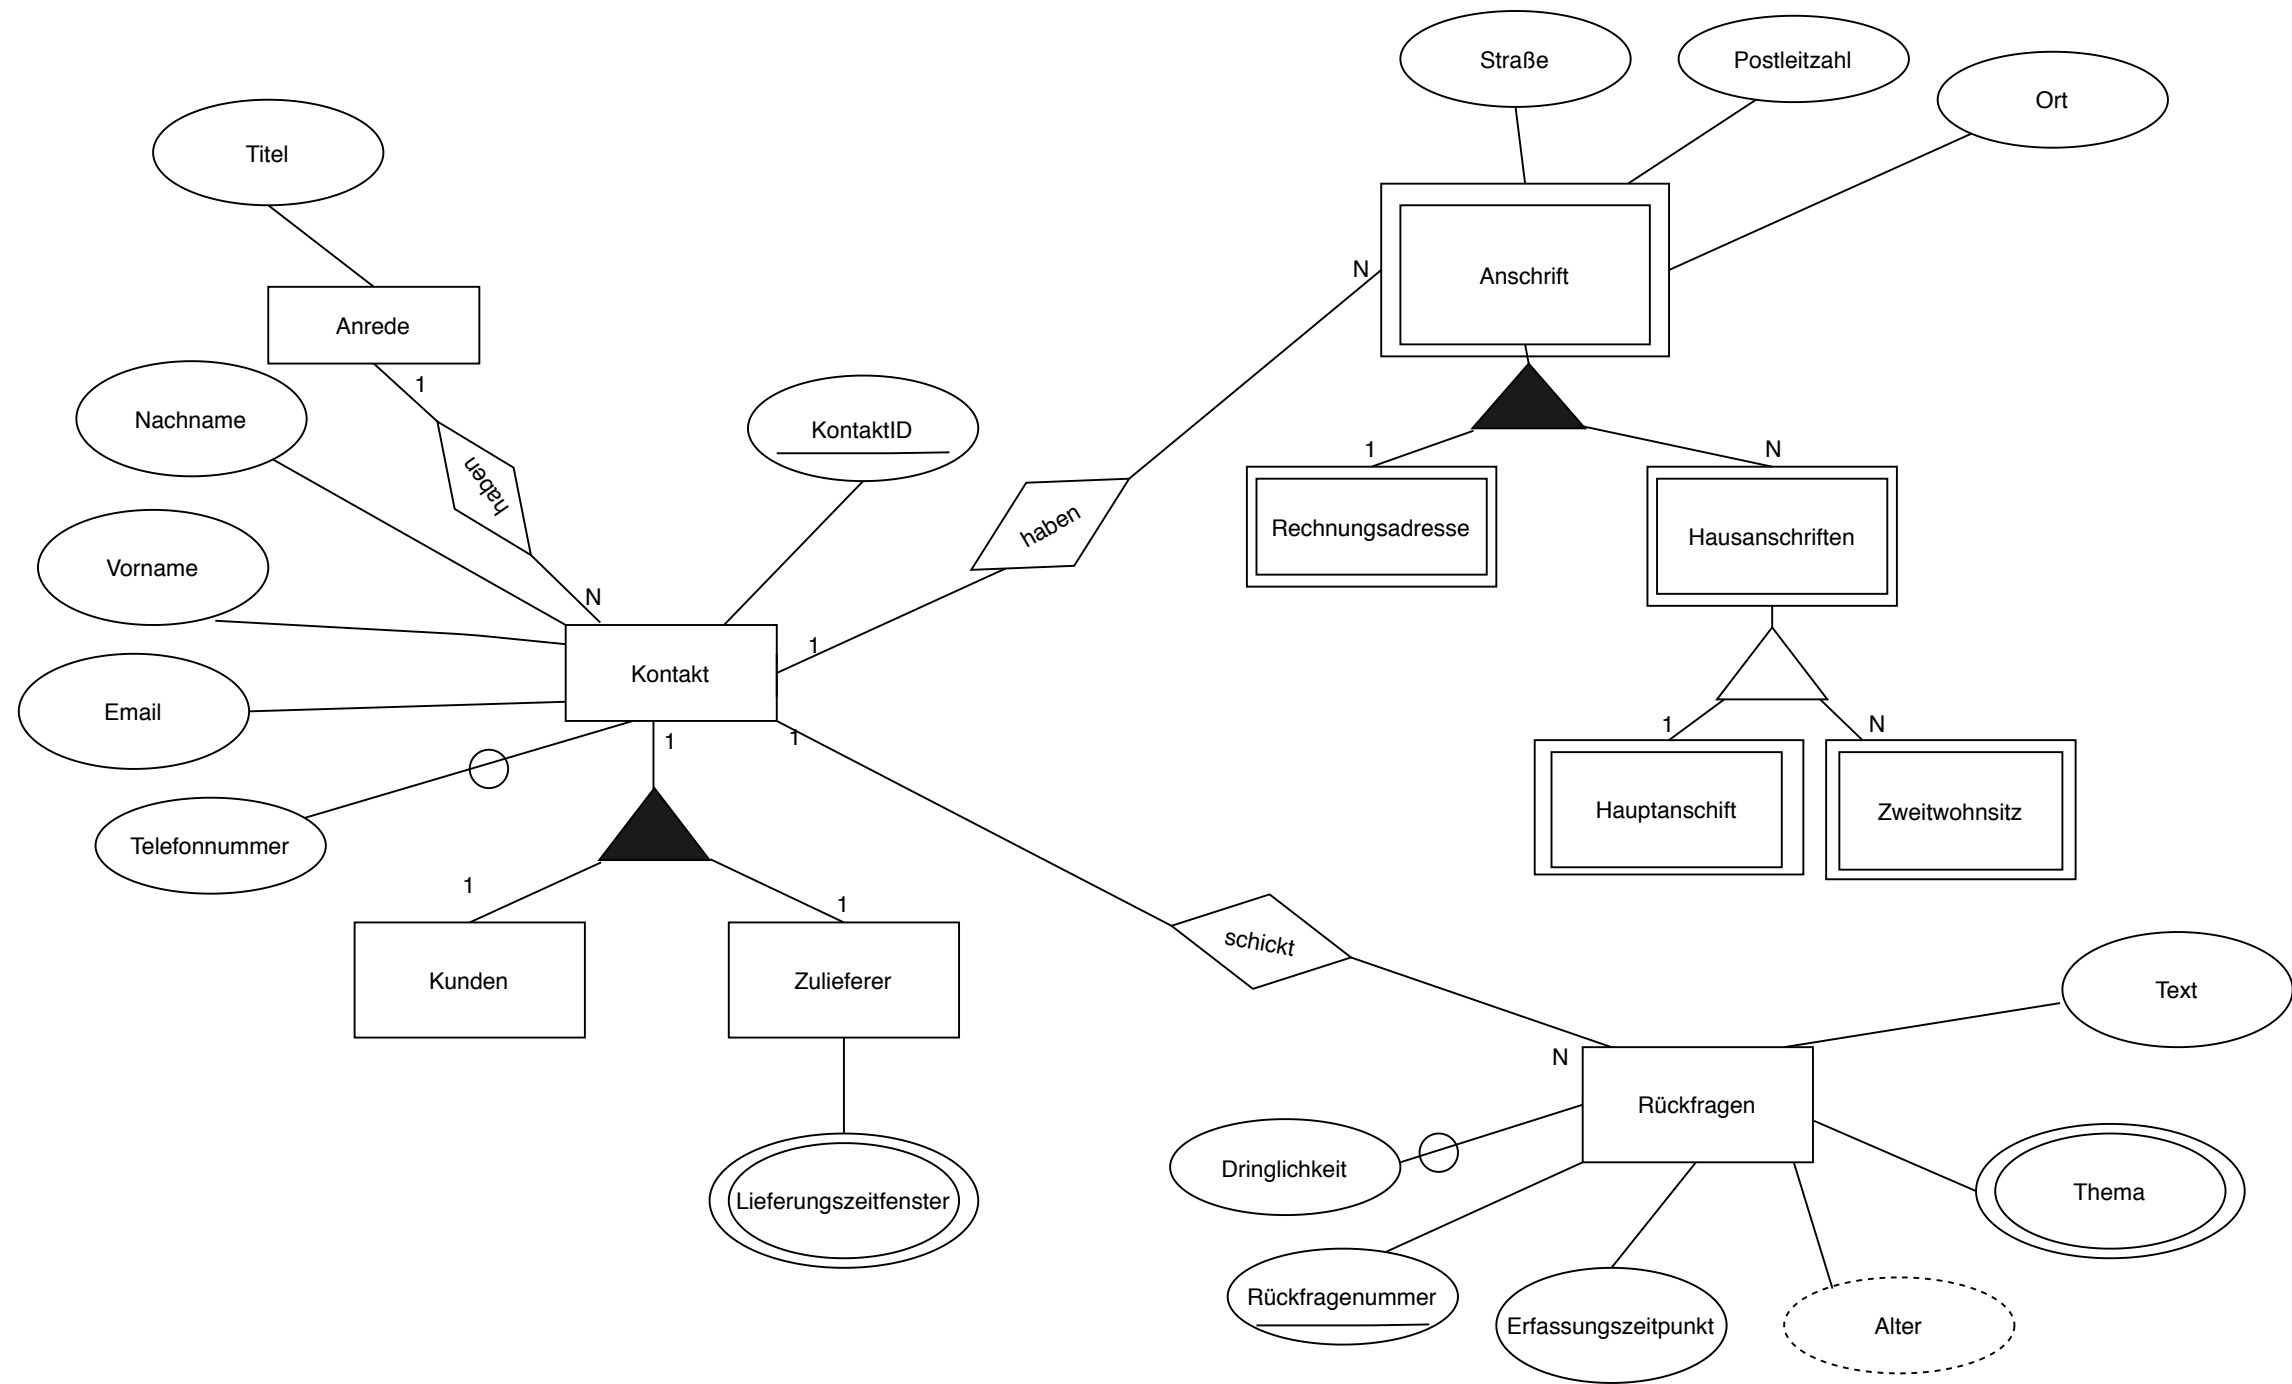 Straße
Postleitzahl
Ort
Titel
Anschrift
N
Anrede
1
Nachname
KontaktID
haben
1
N
haben
Rechnungsadresse
Hausanschriften
Vorname
N
1
Kontakt
Email
1
1
1
N
Telefonnummer
Hauptanschift
Zweitwohnsitz
1
1
schickt
Kunden
Zulieferer
Text
N
Rückfragen
Dringlichkeit
Thema
Lieferungszeitfenster
Rückfragenummer
Erfassungszeitpunkt
Alter